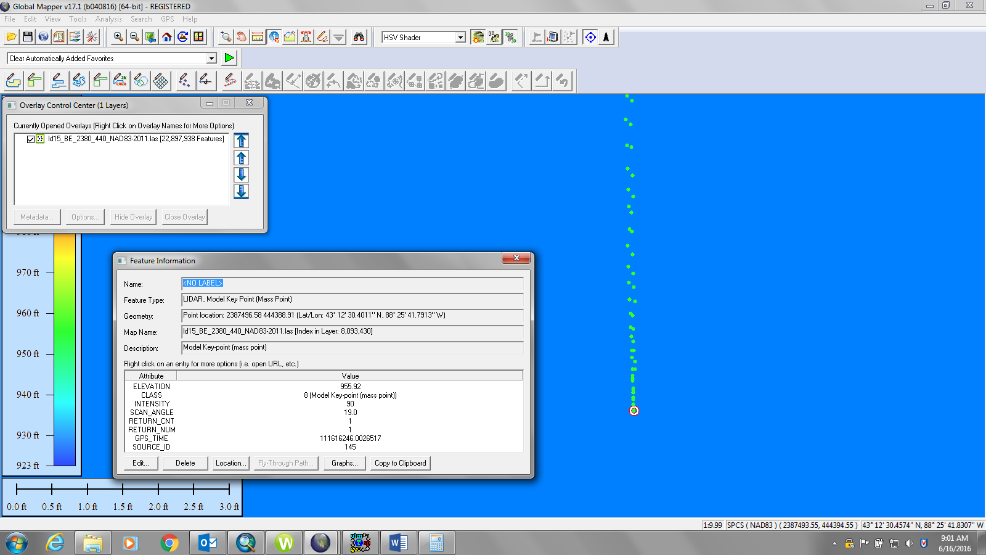 Global Mapper v17.1 (b040816) [64-bit] - REGISTERED
File Edit View Tools Analysis Search GPS Help
HSV Shader
Clear Automatically Added Favorites
Overlay Control Center (1 Layers)
Currently Opened Overlays (Right Click on Overlay Names for More Options)
ld15_BE_2380_440_NAD83-2011.las [22,897,938 Features]
Metadata... Options... Hide Overlay Close Overlay
970 ft
960 ft
950 ft
940 ft
930 ft
923 ft
0.0 ft 0.5 ft 1.0 ft 1.5 ft 2.0 ft 3.0 ft
Feature Information
Name: <NO LABEL>
Feature Type: LIDAR, Model Key Point (Mass Point)
Geometry: Point location: 2387496.58 444388.91 (Lat/Lon: 43° 12' 30.4011" N, 88° 25' 41.7913" W)
Map Name: ld15_BE_2380_440_NAD83-2011.las [Index in Layer: 8,093,430]
Description: Model Key-point (mass point)
Right click on an entry for more options (i.e. open URL, etc.)
Attribute Value
ELEVATION 955.92
CLASS 8 (Model Key-point (mass point))
INTENSITY 90
SCAN_ANGLE 19.0
RETURN_CNT 1
RETURN_NUM 1
GPS_TIME 111616246.0026517
SOURCE_ID 145
Edit... Delete Location... Fly-Through Path... Graphs... Copy to Clipboard
1:9.99 SPCS ( NAD83 ) ( 2387493.55, 444394.55 ) 43° 12' 30.4574" N, 88° 25' 41.8307" W
9:01 AM
6/16/2016